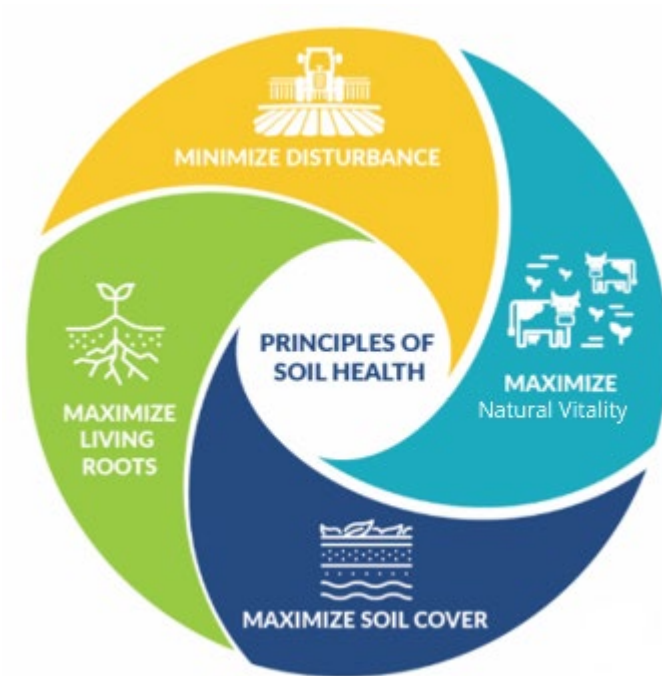 MINIMIZE DISTURBANCE
PRINCIPLES OF
SOIL HEALTH
MAXIMIZE
Natural Vitality
MAXIMIZE
LIVING
ROOTS
MAXIMIZE SOIL COVER